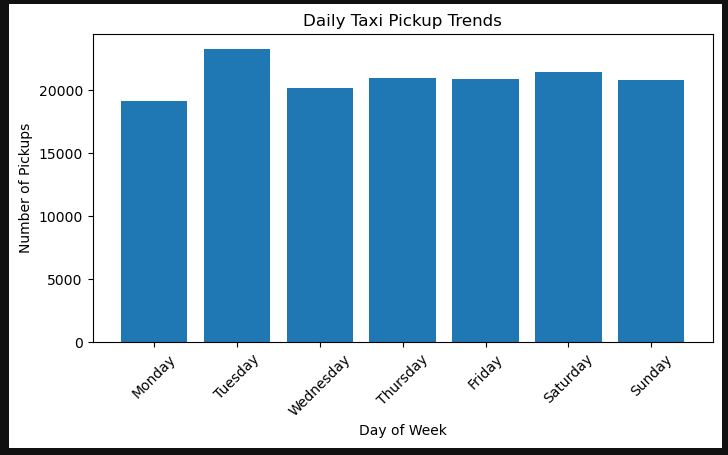 Daily Taxi Pickup Trends
Number of Pickups
20000
15000
10000
5000
0
Monday
Tuesday
Wednesday
Thursday
Friday
Saturday
Sunday
Day of Week